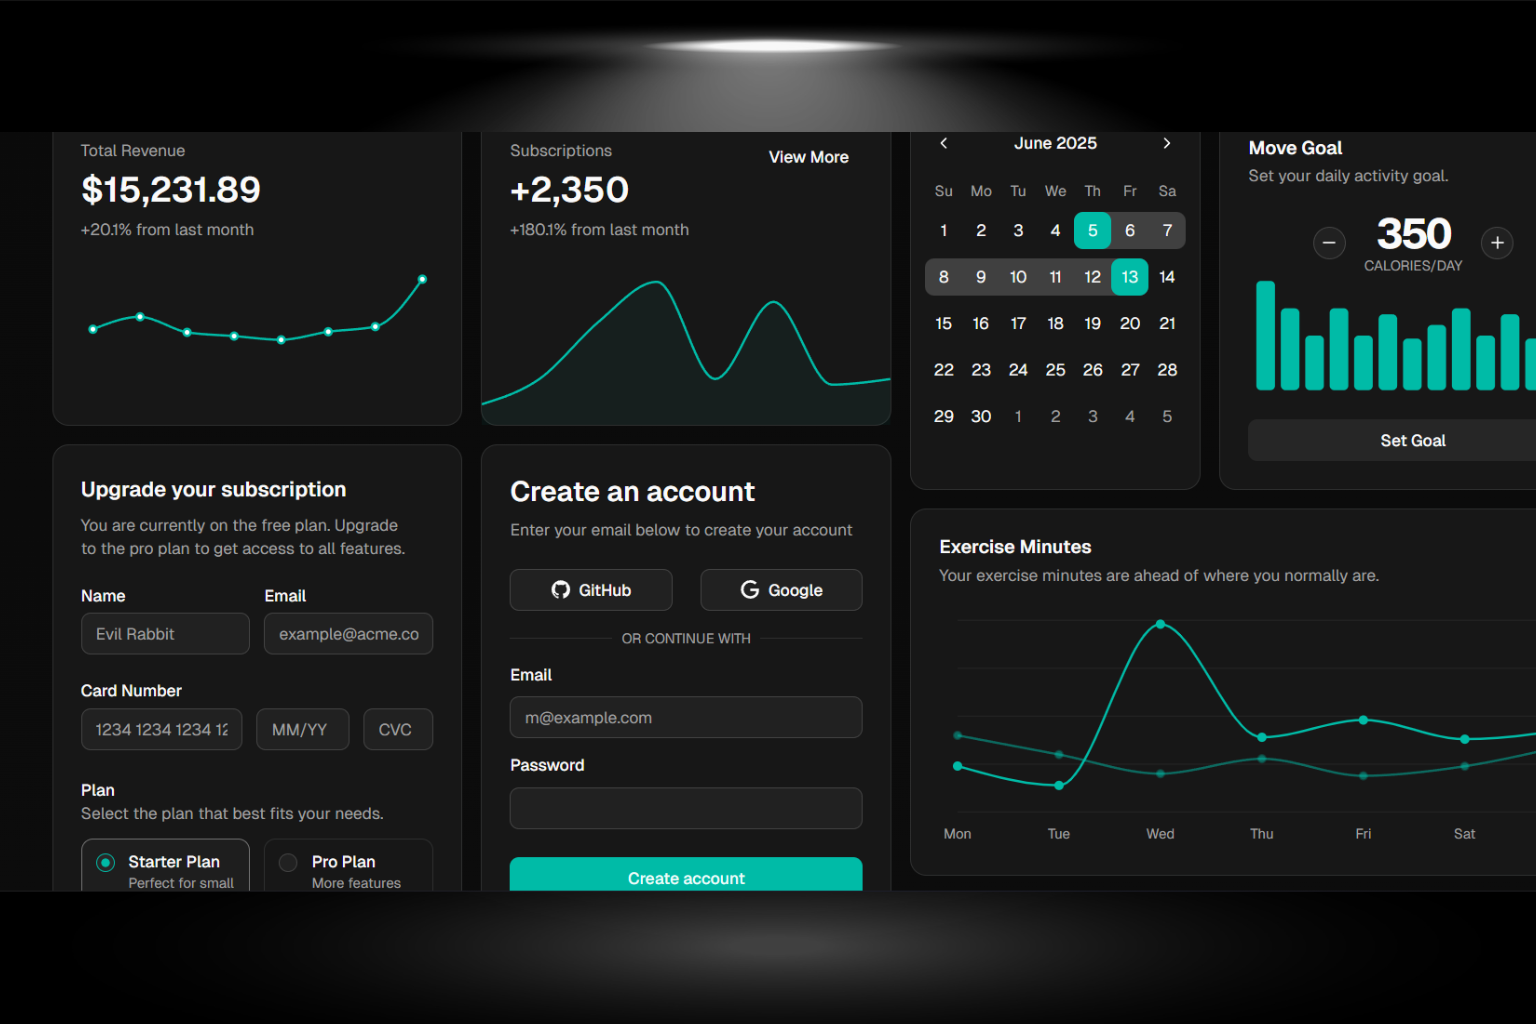 Total Revenue
$15,231.89
+20.1% from last month
Subscriptions
+2,350
+180.1% from last month
View More
June 2025
Su Mo Tu We Th Fr Sa
1 2 3 4 5 6 7
8 9 10 11 12 13 14
15 16 17 18 19 20 21
22 23 24 25 26 27 28
29 30 1 2 3 4 5
Move Goal
Set your daily activity goal.
350
CALORIES/DAY
Set Goal
Upgrade your subscription
You are currently on the free plan. Upgrade
to the pro plan to get access to all features.
Name
Email
Evil Rabbit
example@acme.co
Card Number
1234 1234 1234 12
MM/YY
CVC
Plan
Select the plan that best fits your needs.
Starter Plan
Perfect for small
Pro Plan
More features
Create an account
Enter your email below to create your account
GitHub
Google
OR CONTINUE WITH
Email
m@example.com
Password
Create account
Exercise Minutes
Your exercise minutes are ahead of where you normally are.
Mon Tue Wed Thu Fri Sat